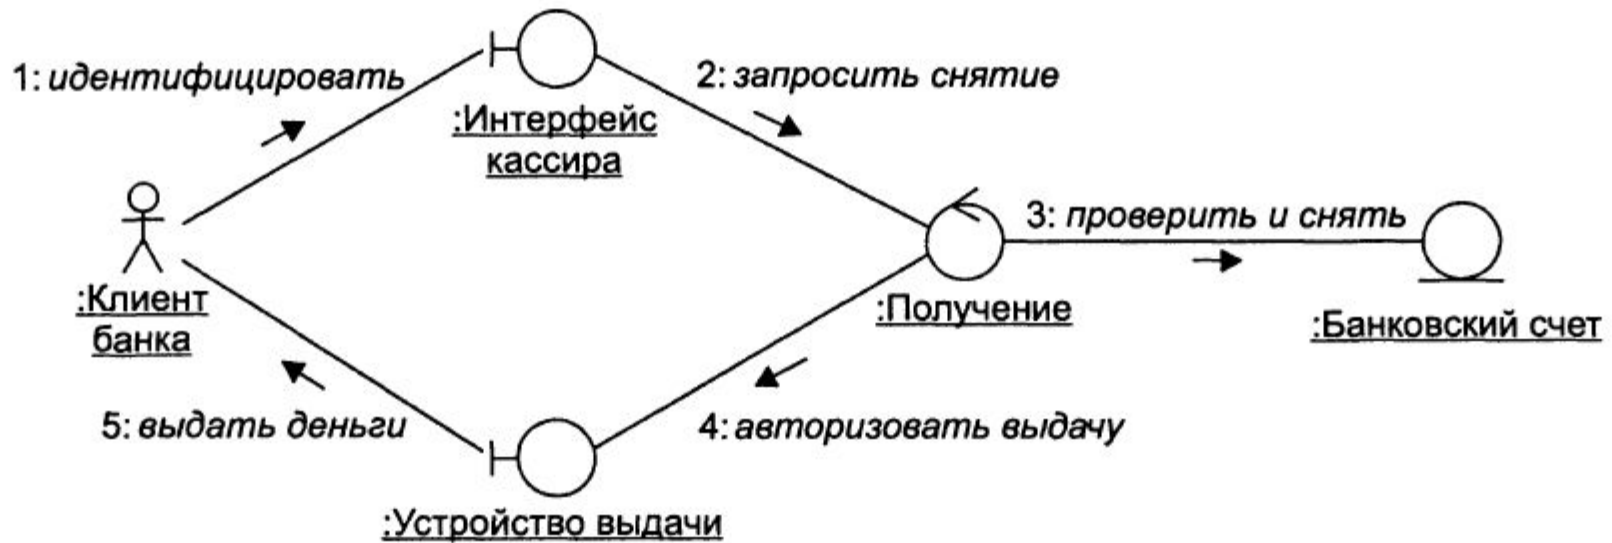 1: идентифицировать
2: запросить снятие
:Интерфейс
кассира
3: проверить и снять
:Клиент
банка
:Получение
:Банковский счет
5: выдать деньги
4: авторизовать выдачу
:Устройство выдачи